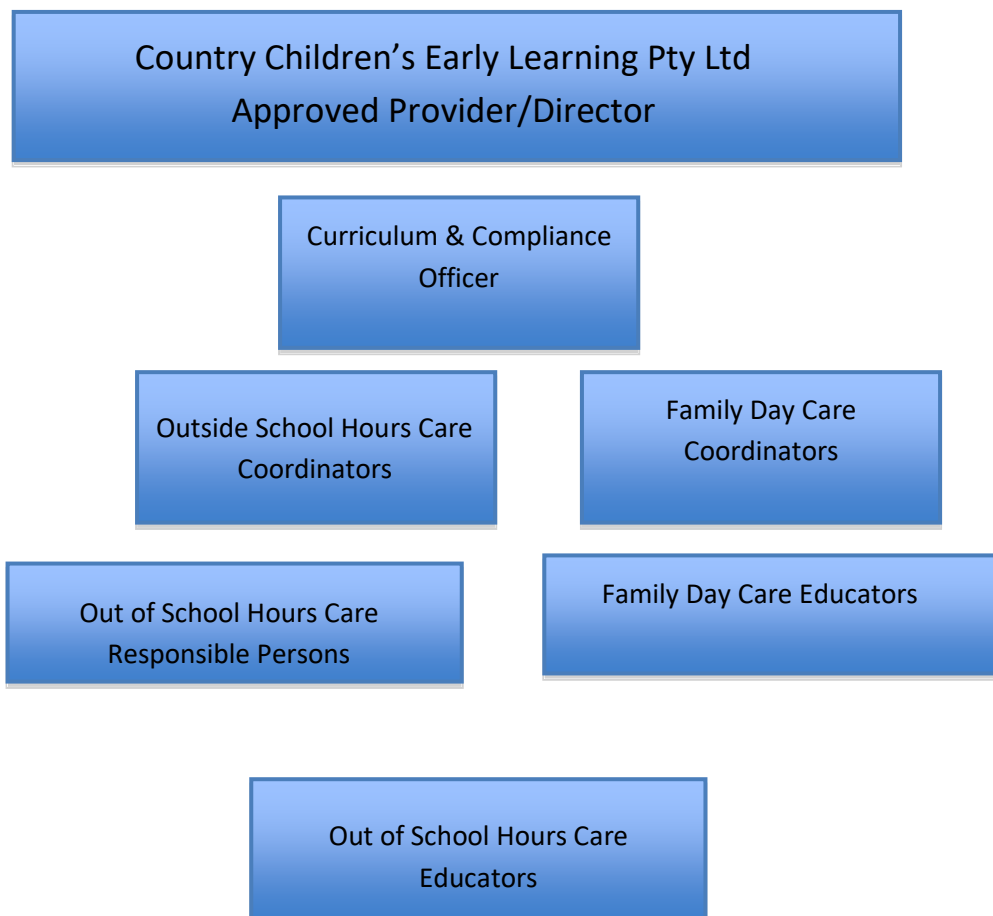 Country Children’s Early Learning Pty Ltd
Approved Provider/Director
Curriculum & Compliance
Officer
Outside School Hours Care
Coordinators
Family Day Care
Coordinators
Out of School Hours Care
Responsible Persons
Family Day Care Educators
Out of School Hours Care
Educators